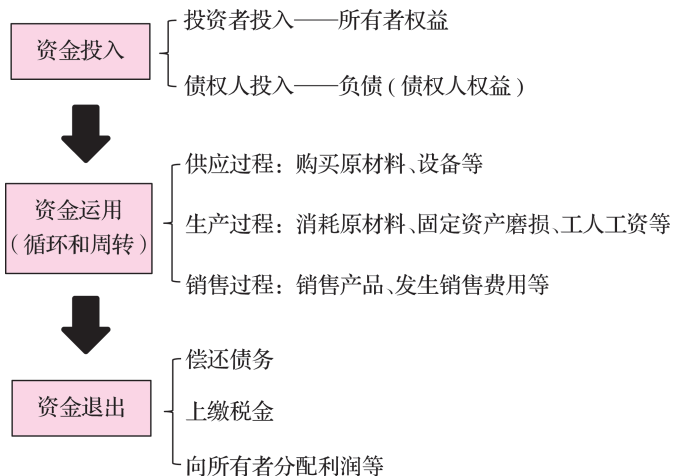 资金投入
投资者投入——所有者权益
债权人投入——负债(债权人权益)
资金运用
(循环和周转)
供应过程：购买原材料、设备等
生产过程：消耗原材料、固定资产磨损、工人工资等
销售过程：销售产品、发生销售费用等
资金退出
偿还债务
上缴税金
向所有者分配利润等